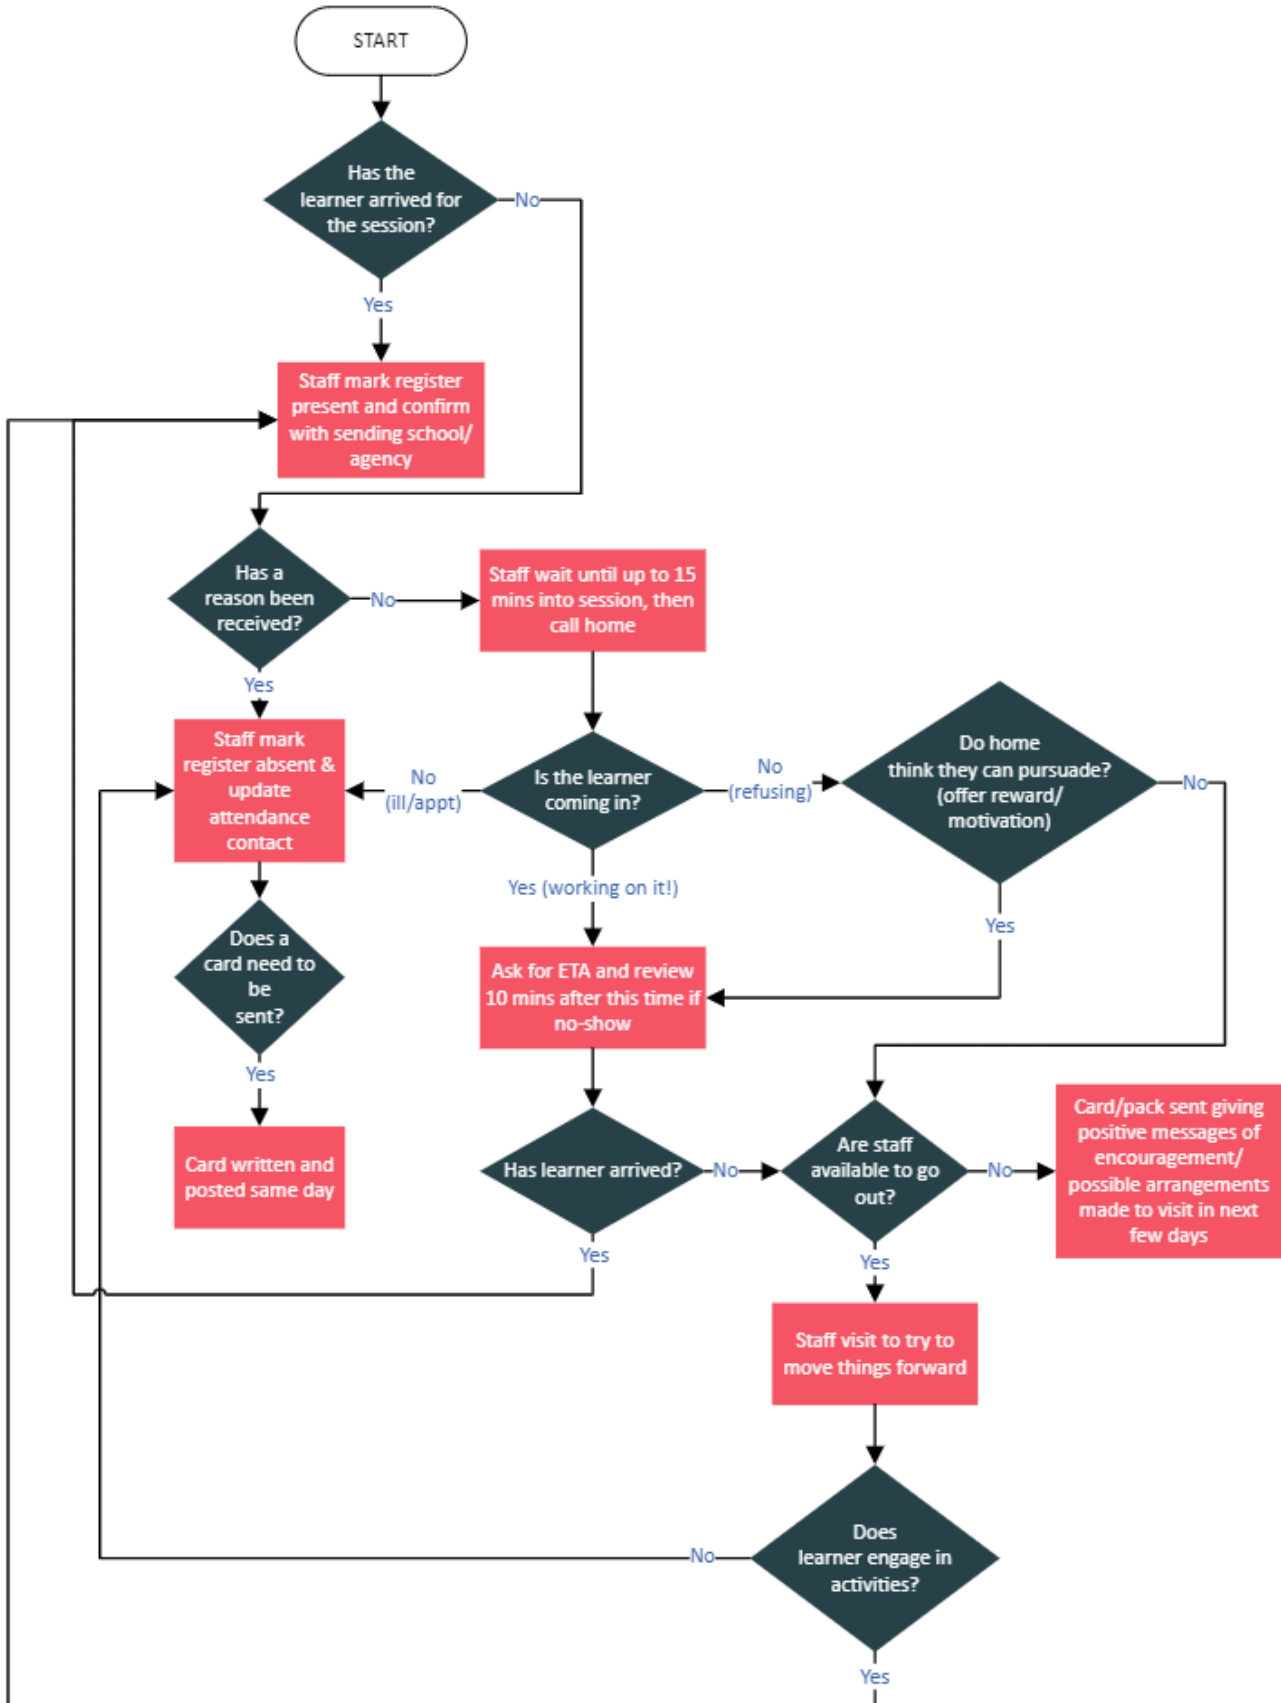 START
Has the
learner arrived for
the session?
No
Yes
Staff mark register
present and confirm
with sending school/
agency
Has a
reason been
received?
No
Staff wait until up to 15
mins into session, then
call home
Yes
Staff mark
register absent &
update
attendance
contact
No
(ill/appt)
Is the learner
coming in?
No
(refusing)
Do home
think they can pursuade?
(offer reward/
motivation)
No
Yes (working on it!)
Yes
Does a
card need to
be
sent?
Ask for ETA and review
10 mins after this time if
no-show
Yes
Card written and
posted same day
Has learner arrived?
No
Are staff
available to go
out?
No
Card/pack sent giving
positive messages of
encouragement/
possible arrangements
made to visit in next
few days
Yes
Yes
Staff visit to try to
move things forward
Does
learner engage in
activities?
No
Yes